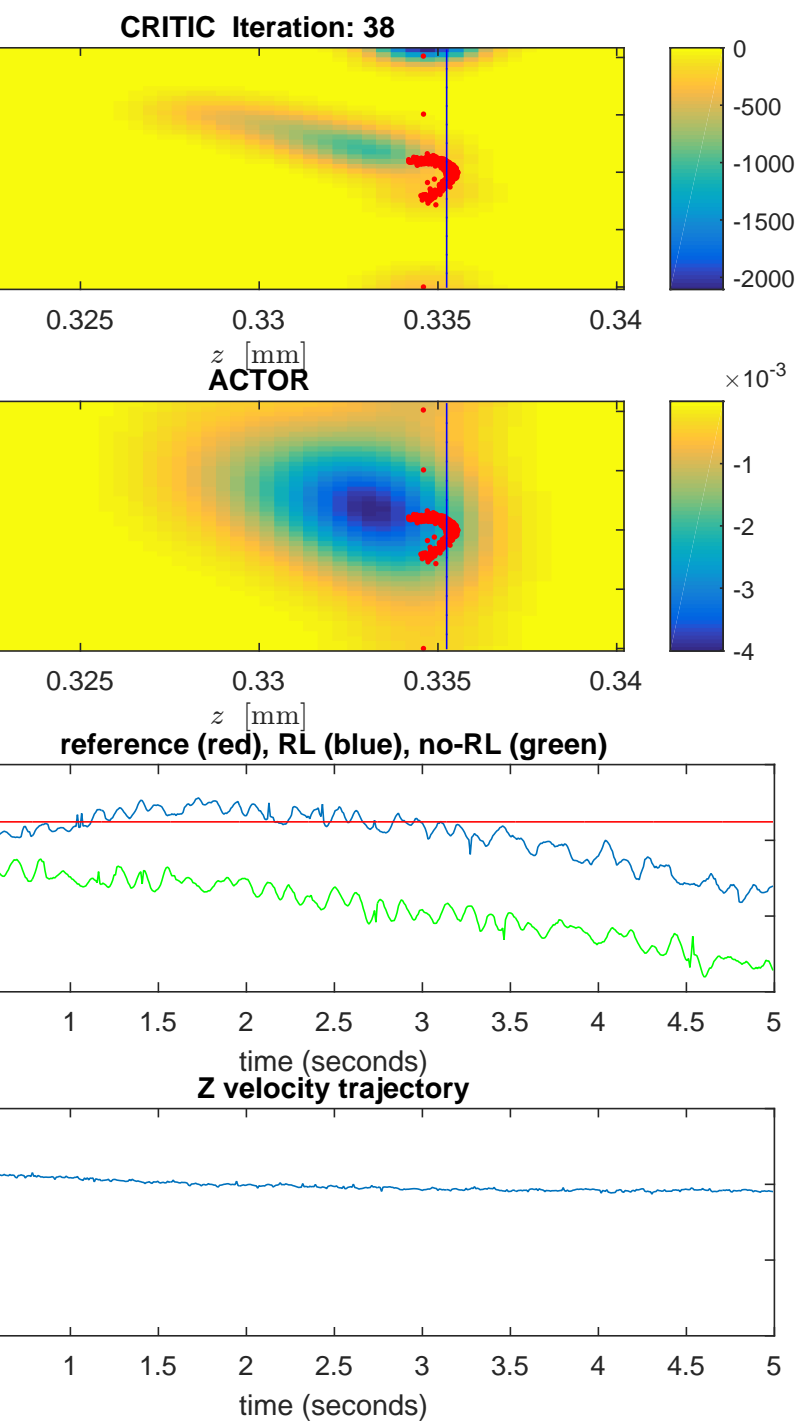 CRITIC Iteration: 38
0
-500
-1000
-1500
-2000
0.325 0.33 0.335 0.34
z [mm]
ACTOR
×10-3
-1
-2
-3
-4
0.325 0.33 0.335 0.34
z [mm]
reference (red), RL (blue), no-RL (green)
1 1.5 2 2.5 3 3.5 4 4.5 5
time (seconds)
Z velocity trajectory
1 1.5 2 2.5 3 3.5 4 4.5 5
time (seconds)